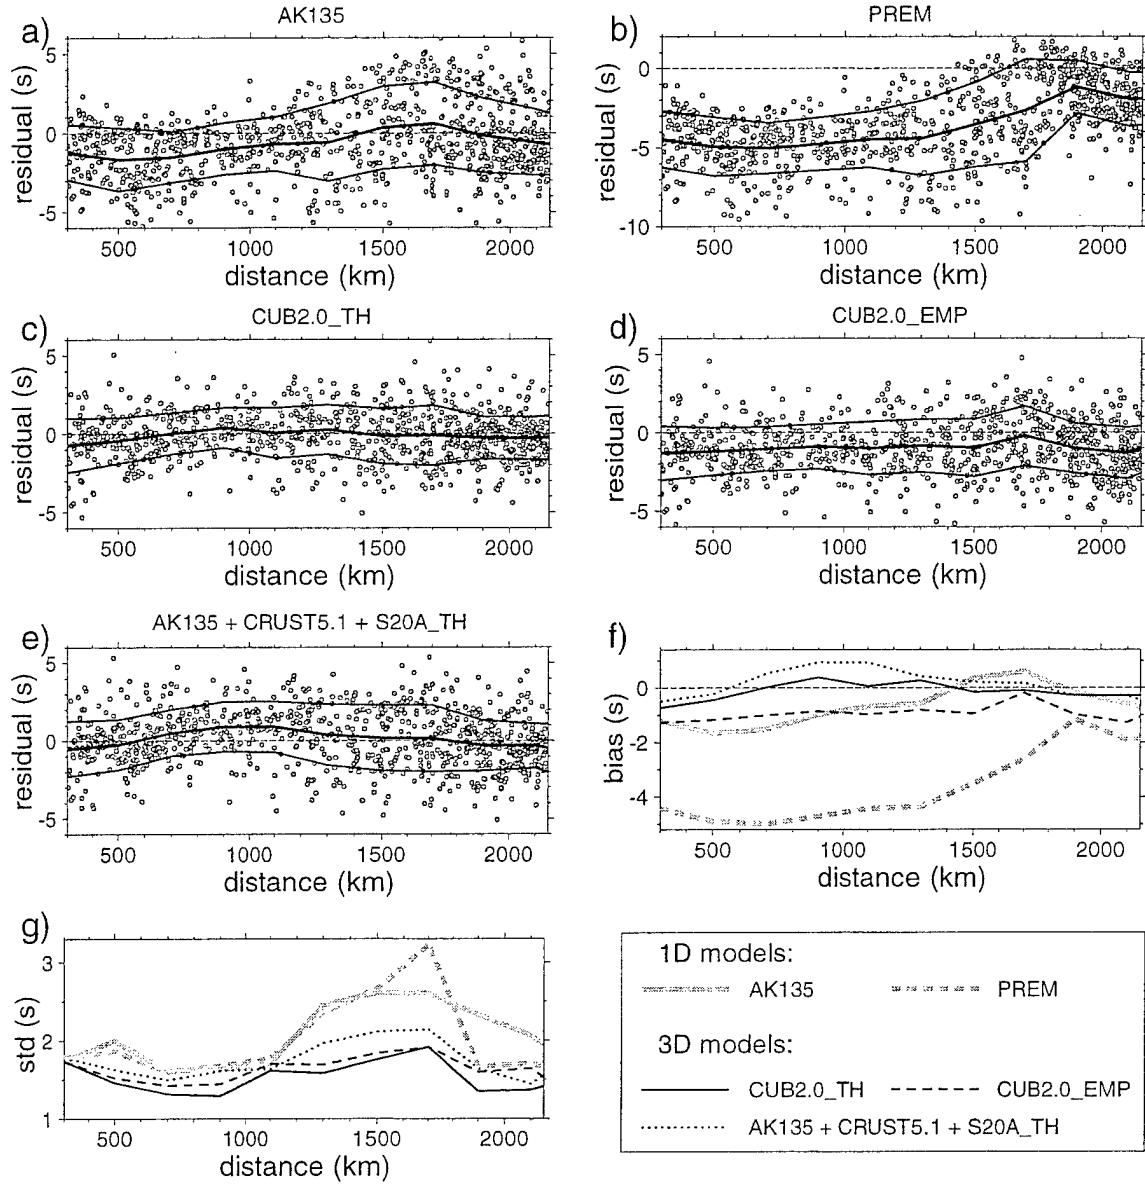 a)
AK135
residual (s)
5
0
-5
500
1000
1500
2000
distance (km)
b)
PREM
residual (s)
0
-5
-10
500
1000
1500
2000
distance (km)
c)
CUB2.0_TH
residual (s)
5
0
-5
500
1000
1500
2000
distance (km)
d)
CUB2.0_EMP
residual (s)
5
0
-5
500
1000
1500
2000
distance (km)
e)
AK135 + CRUST5.1 + S20A_TH
residual (s)
5
0
-5
500
1000
1500
2000
distance (km)
f)
bias (s)
0
-2
-4
500
1000
1500
2000
distance (km)
g)
std (s)
3
2
1
500
1000
1500
2000
distance (km)
1D models:
AK135
PREM
3D models:
CUB2.0_TH
CUB2.0_EMP
AK135 + CRUST5.1 + S20A_TH